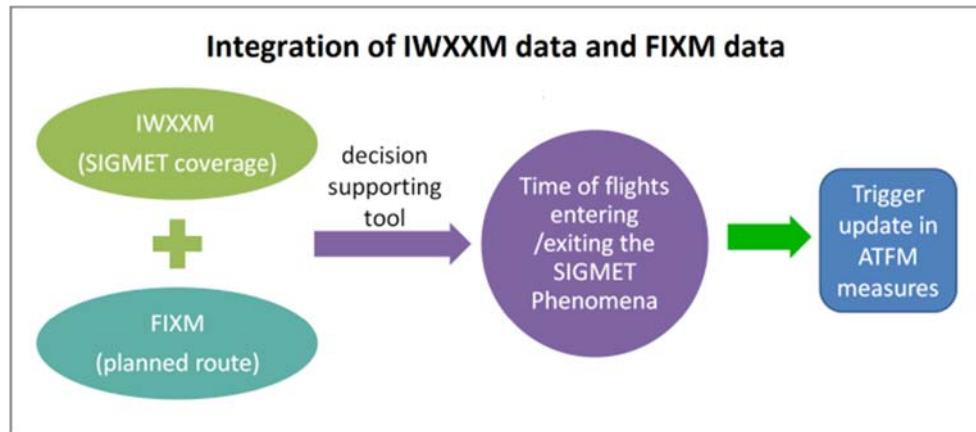 Integration of IWXXM data and FIXM data
IWXXM
(SIGMET coverage)
FIXM
(planned route)
decision
supporting
tool
Time of flights
entering
/exiting the
SIGMET
Phenomena
Trigger
update in
ATFM
measures